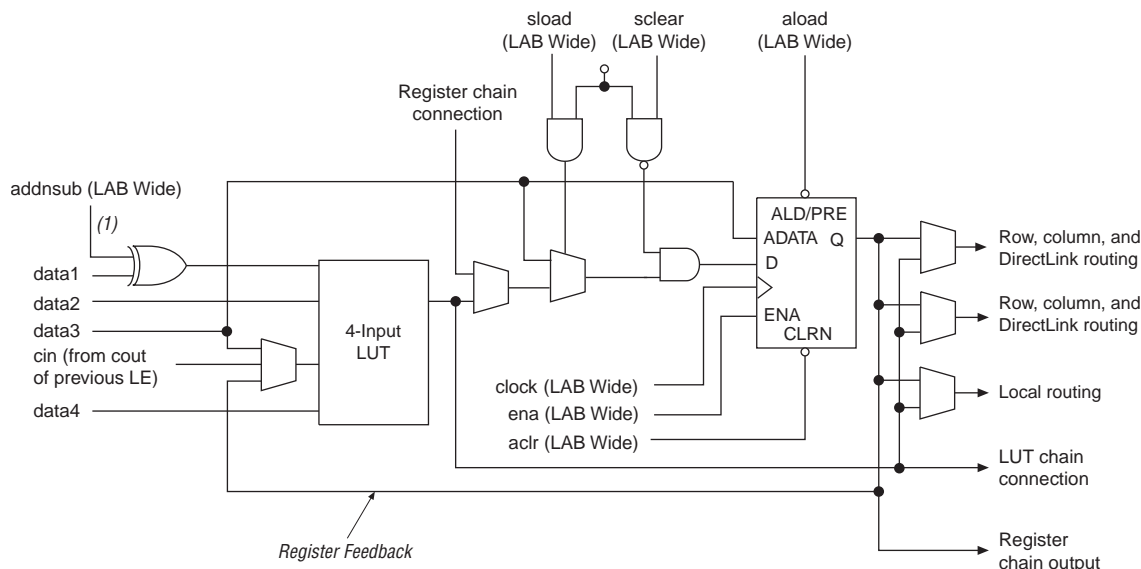 sload
(LAB Wide)
sclear
(LAB Wide)
aload
(LAB Wide)
Register chain
connection
addnsub (LAB Wide)
(1)
data1
data2
data3
cin (from cout
of previous LE)
data4
4-Input
LUT
ALD/PRE
ADATA
Q
D
ENA
CLRN
clock (LAB Wide)
ena (LAB Wide)
aclr (LAB Wide)
Row, column, and
DirectLink routing
Row, column, and
DirectLink routing
Local routing
LUT chain
connection
Register
chain output
Register Feedback